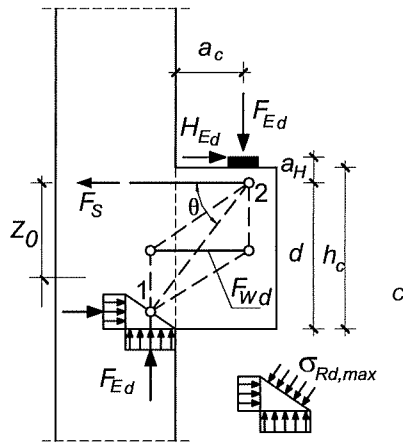 a_c
F_Ed
H_Ed
a_H
F_s
θ
2
z_0
d
h_c
c
1
F_wd
F_Ed
σ_Rd,max